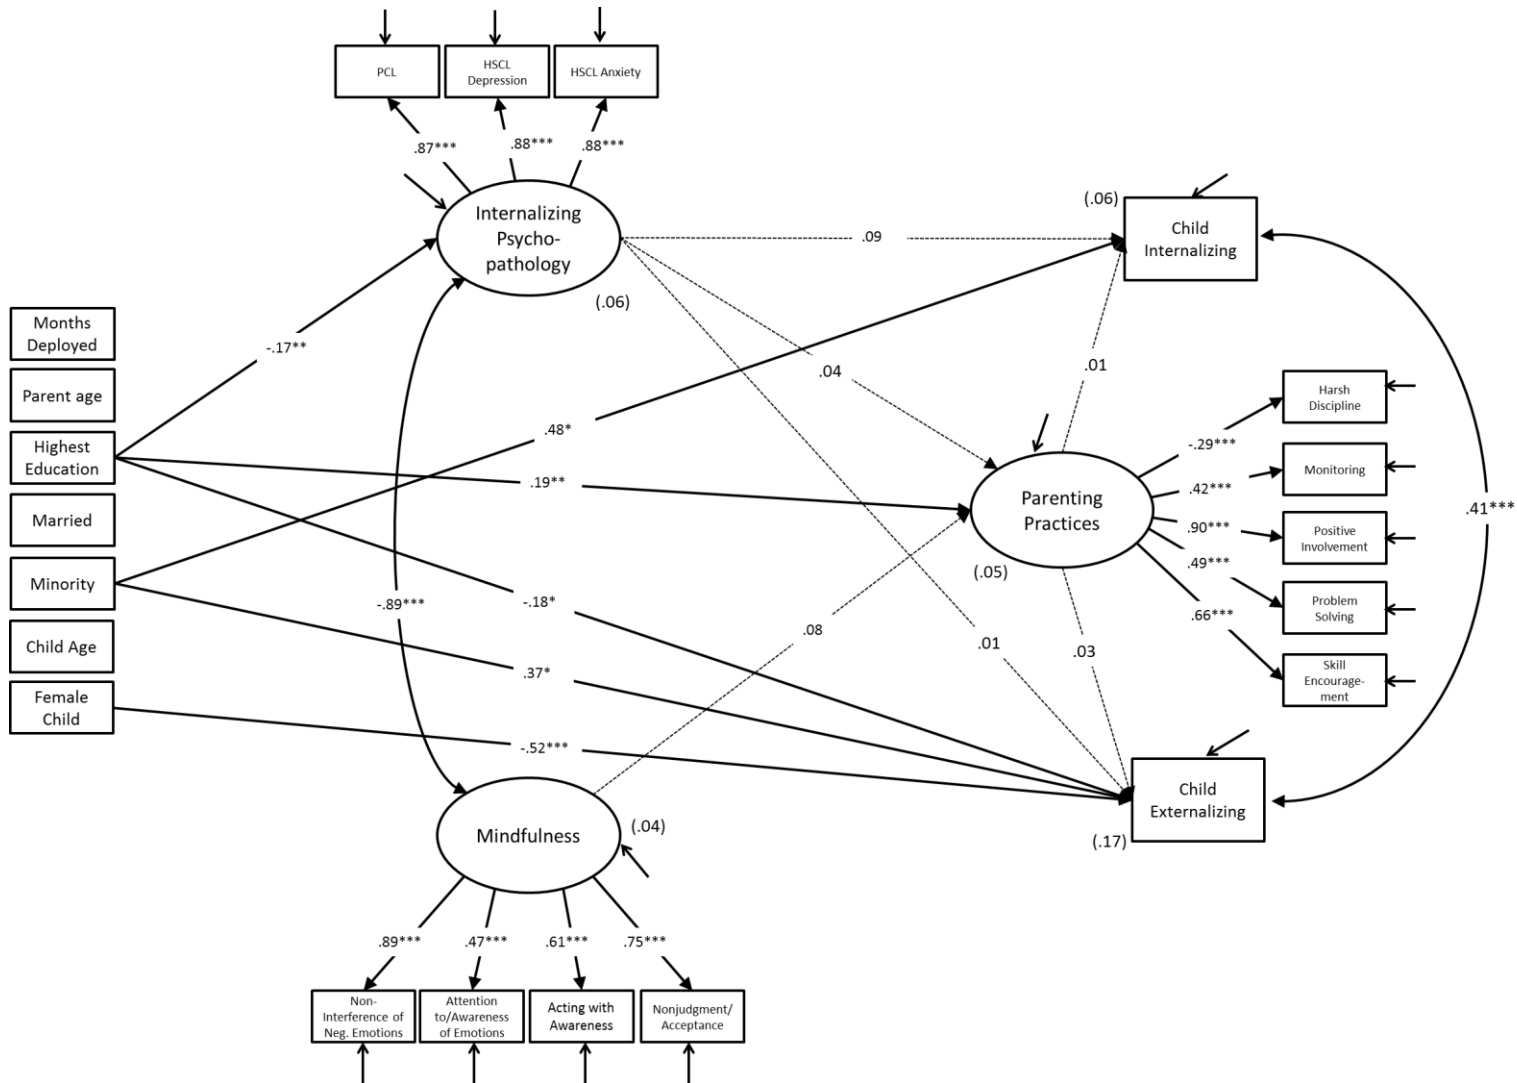 PCL
HSCL
Depression
HSCL Anxiety
.87***
.88***
.88***
Internalizing
Psycho-
pathology
(.06)
(.06)
Child
Internalizing
.09
Months
Deployed
Parent age
Highest
Education
Married
Minority
Child Age
Female
Child
-.17**
.48*
.19**
-.89***
-.18*
.37*
-.52***
.04
.01
.08
.01
.03
Parenting
Practices
(.05)
-.29***
.42***
.90***
.49***
.66***
Harsh
Discipline
Monitoring
Positive
Involvement
Problem
Solving
Skill
Encourage-
ment
.41***
Child
Externalizing
(.17)
Mindfulness
(.04)
.89***
.47***
.61***
.75***
Non-
Interference of
Neg. Emotions
Attention
to/Awareness
of Emotions
Acting with
Awareness
Nonjudgment/
Acceptance